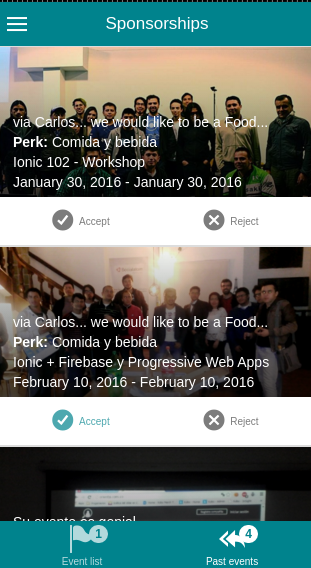 Sponsorships
via Carlos... we would like to be a Food...
Perk: Comida y bebida
Ionic 102 - Workshop
January 30, 2016 - January 30, 2016
Accept
Reject
via Carlos... we would like to be a Food...
Perk: Comida y bebida
Ionic + Firebase y Progressive Web Apps
February 10, 2016 - February 10, 2016
Accept
Reject
Su evento es genial
1
4
Event list
Past events